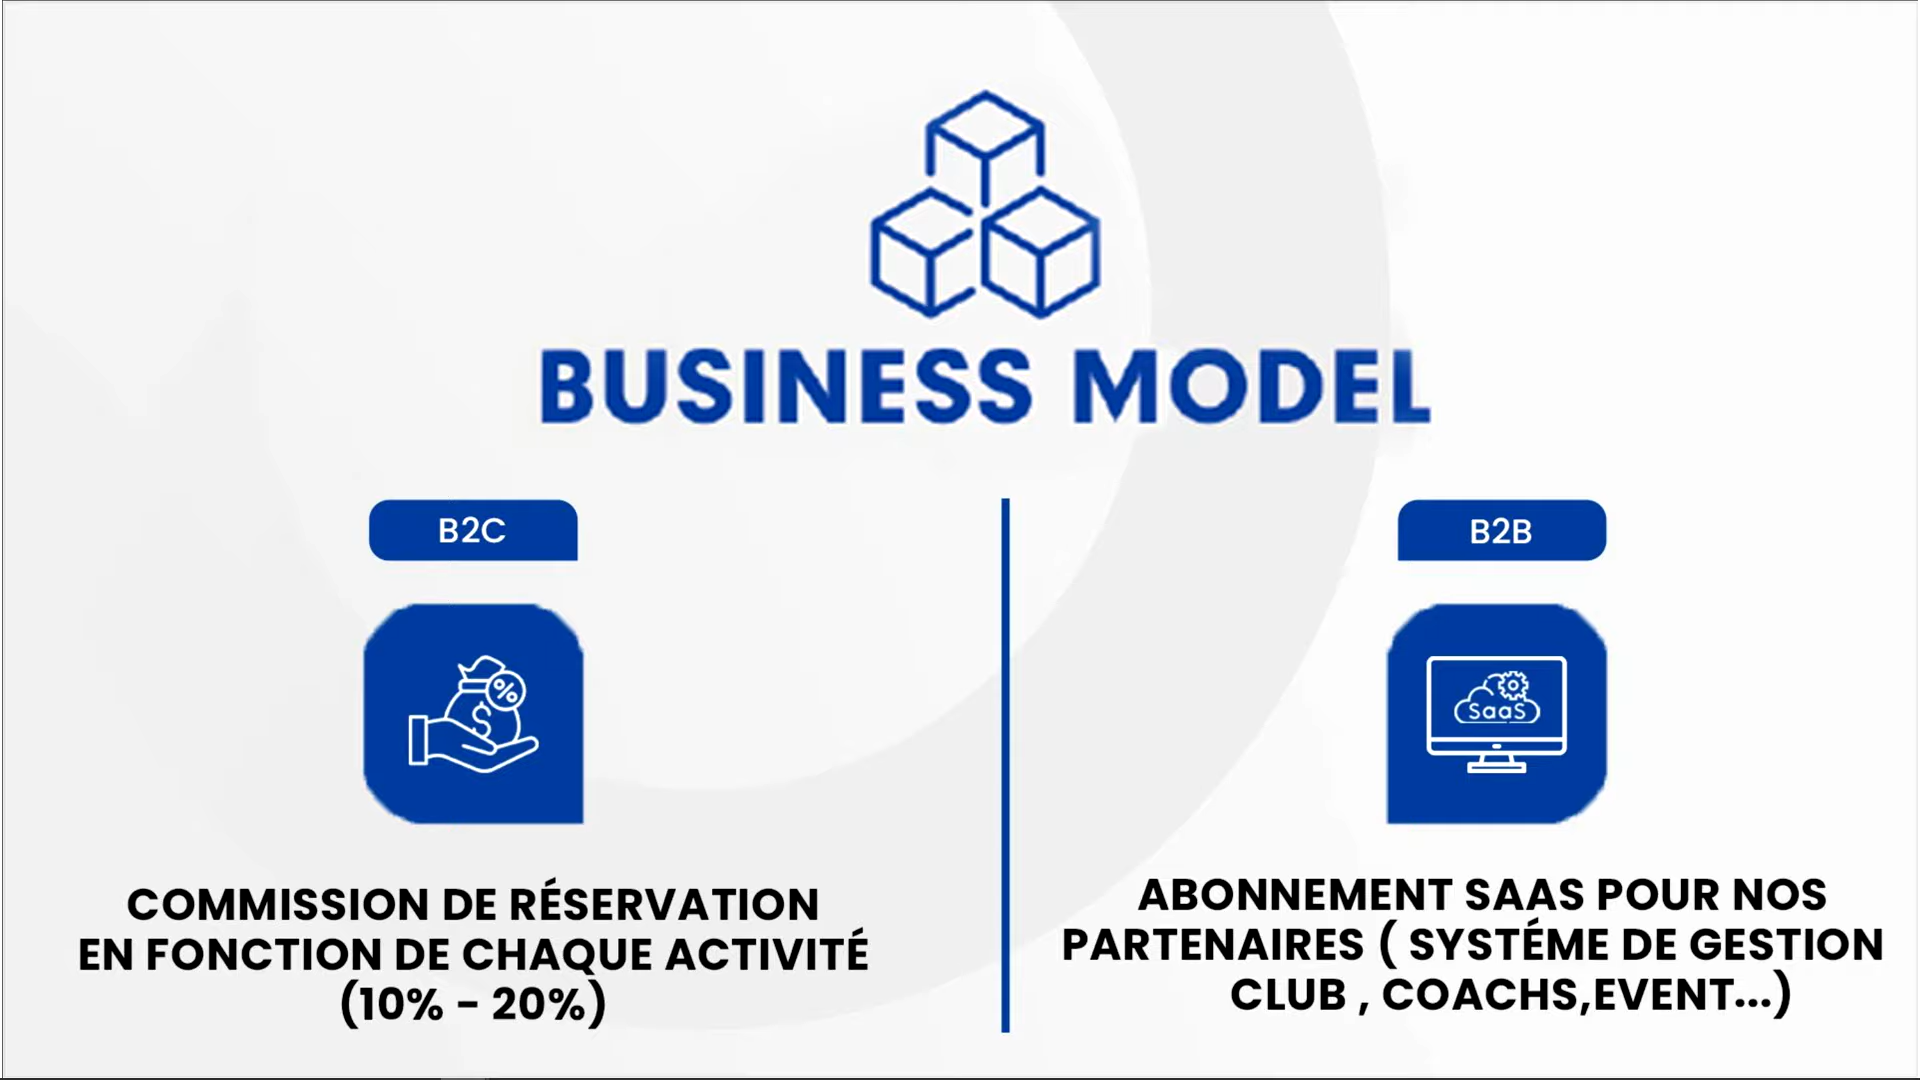 BUSINESS MODEL
B2C
B2B
%
$
SaaS
COMMISSION DE RÉSERVATION
EN FONCTION DE CHAQUE ACTIVITÉ
(10% - 20%)
ABONNEMENT SAAS POUR NOS
PARTENAIRES ( SYSTÉME DE GESTION
CLUB , COACHS,EVENT...)